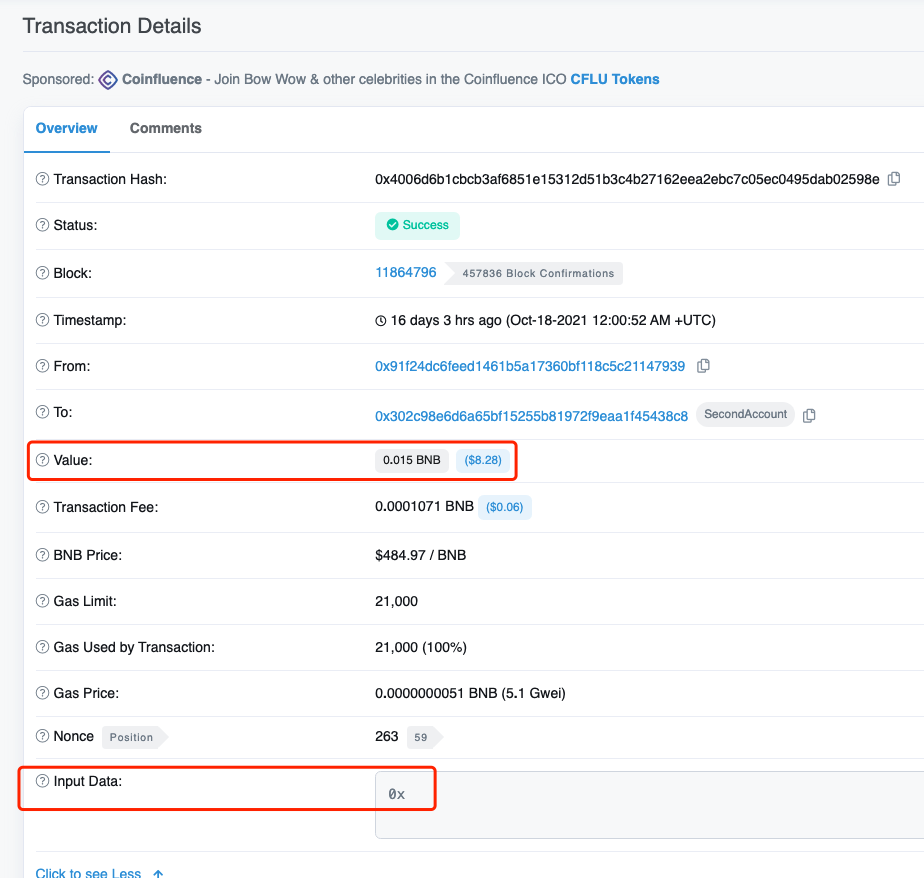 Transaction Details
Sponsored: Coinfluence - Join Bow Wow & other celebrities in the Coinfluence ICO CFLU Tokens
Overview Comments
Transaction Hash: 0x4006d6b1cbcb3af6851e15312d51b3c4b27162eea2ebc7c05ec0495dab02598e
Status: Success
Block: 11864796 457836 Block Confirmations
Timestamp: 16 days 3 hrs ago (Oct-18-2021 12:00:52 AM +UTC)
From: 0x91f24dc6feed1461b5a17360bf118c5c21147939
To: 0x302c98e6d6a65bf15255b81972f9eaa1f45438c8 SecondAccount
Value: 0.015 BNB ($8.28)
Transaction Fee: 0.0001071 BNB ($0.06)
BNB Price: $484.97 / BNB
Gas Limit: 21,000
Gas Used by Transaction: 21,000 (100%)
Gas Price: 0.0000000051 BNB (5.1 Gwei)
Nonce Position 263 59
Input Data: 0x
Click to see Less